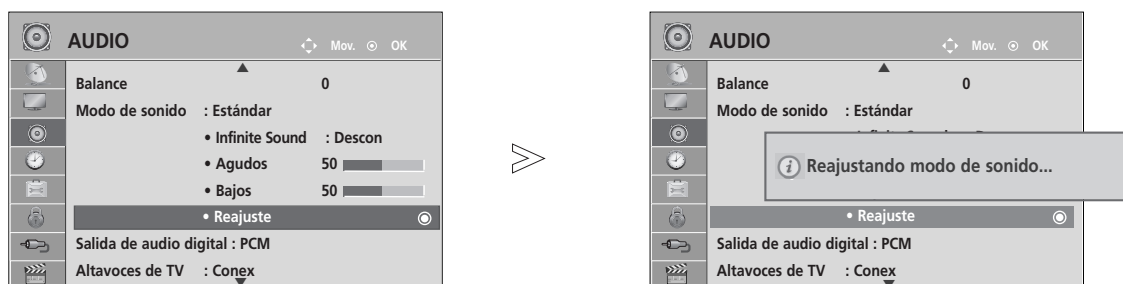 AUDIO Mov. OK
Balance 0
Modo de sonido : Estándar
• Infinite Sound : Descon
• Agudos 50
• Bajos 50
• Reajuste
Salida de audio digital : PCM
Altavoces de TV : Conex
AUDIO Mov. OK
Balance 0
Modo de sonido : Estándar
i Reajustando modo de sonido...
• Reajuste
Salida de audio digital : PCM
Altavoces de TV : Conex